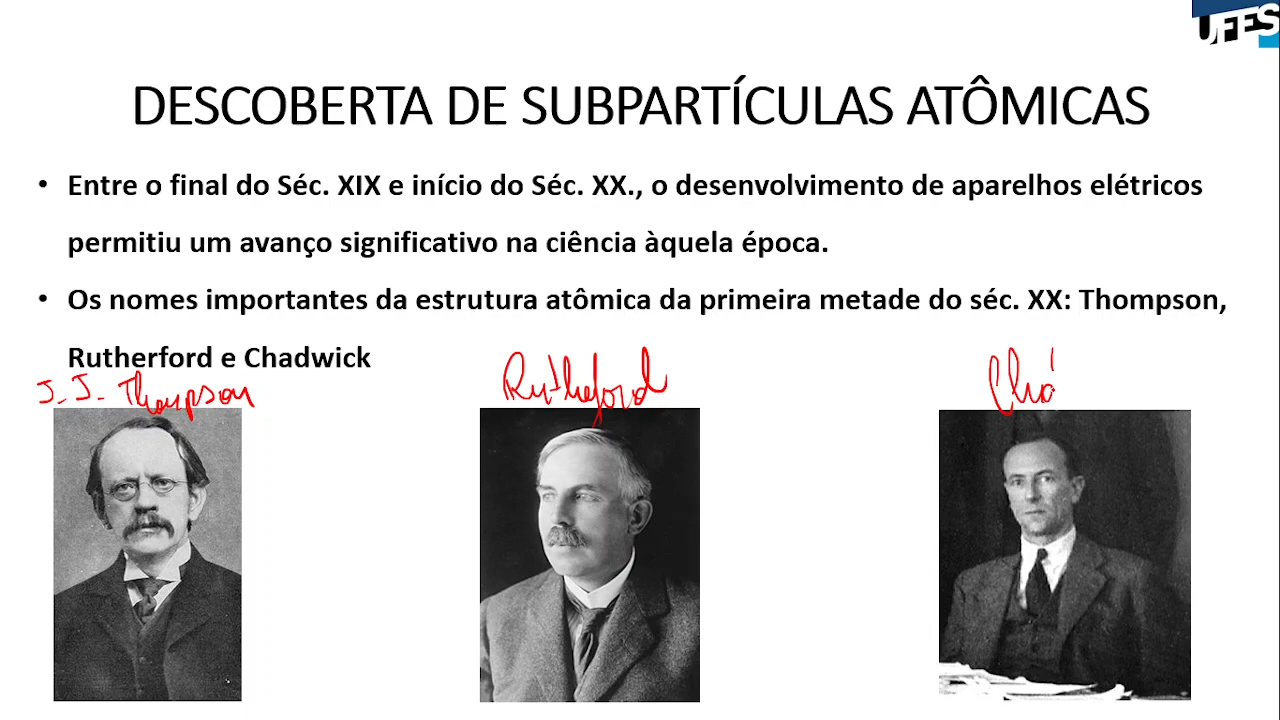 UFES
DESCOBERTA DE SUBPARTÍCULAS ATÔMICAS
• Entre o final do Séc. XIX e início do Séc. XX., o desenvolvimento de aparelhos elétricos
permitiu um avanço significativo na ciência àquela época.
• Os nomes importantes da estrutura atômica da primeira metade do séc. XX: Thompson,
Rutherford e Chadwick
J.J. Thompson Rutheford Cha